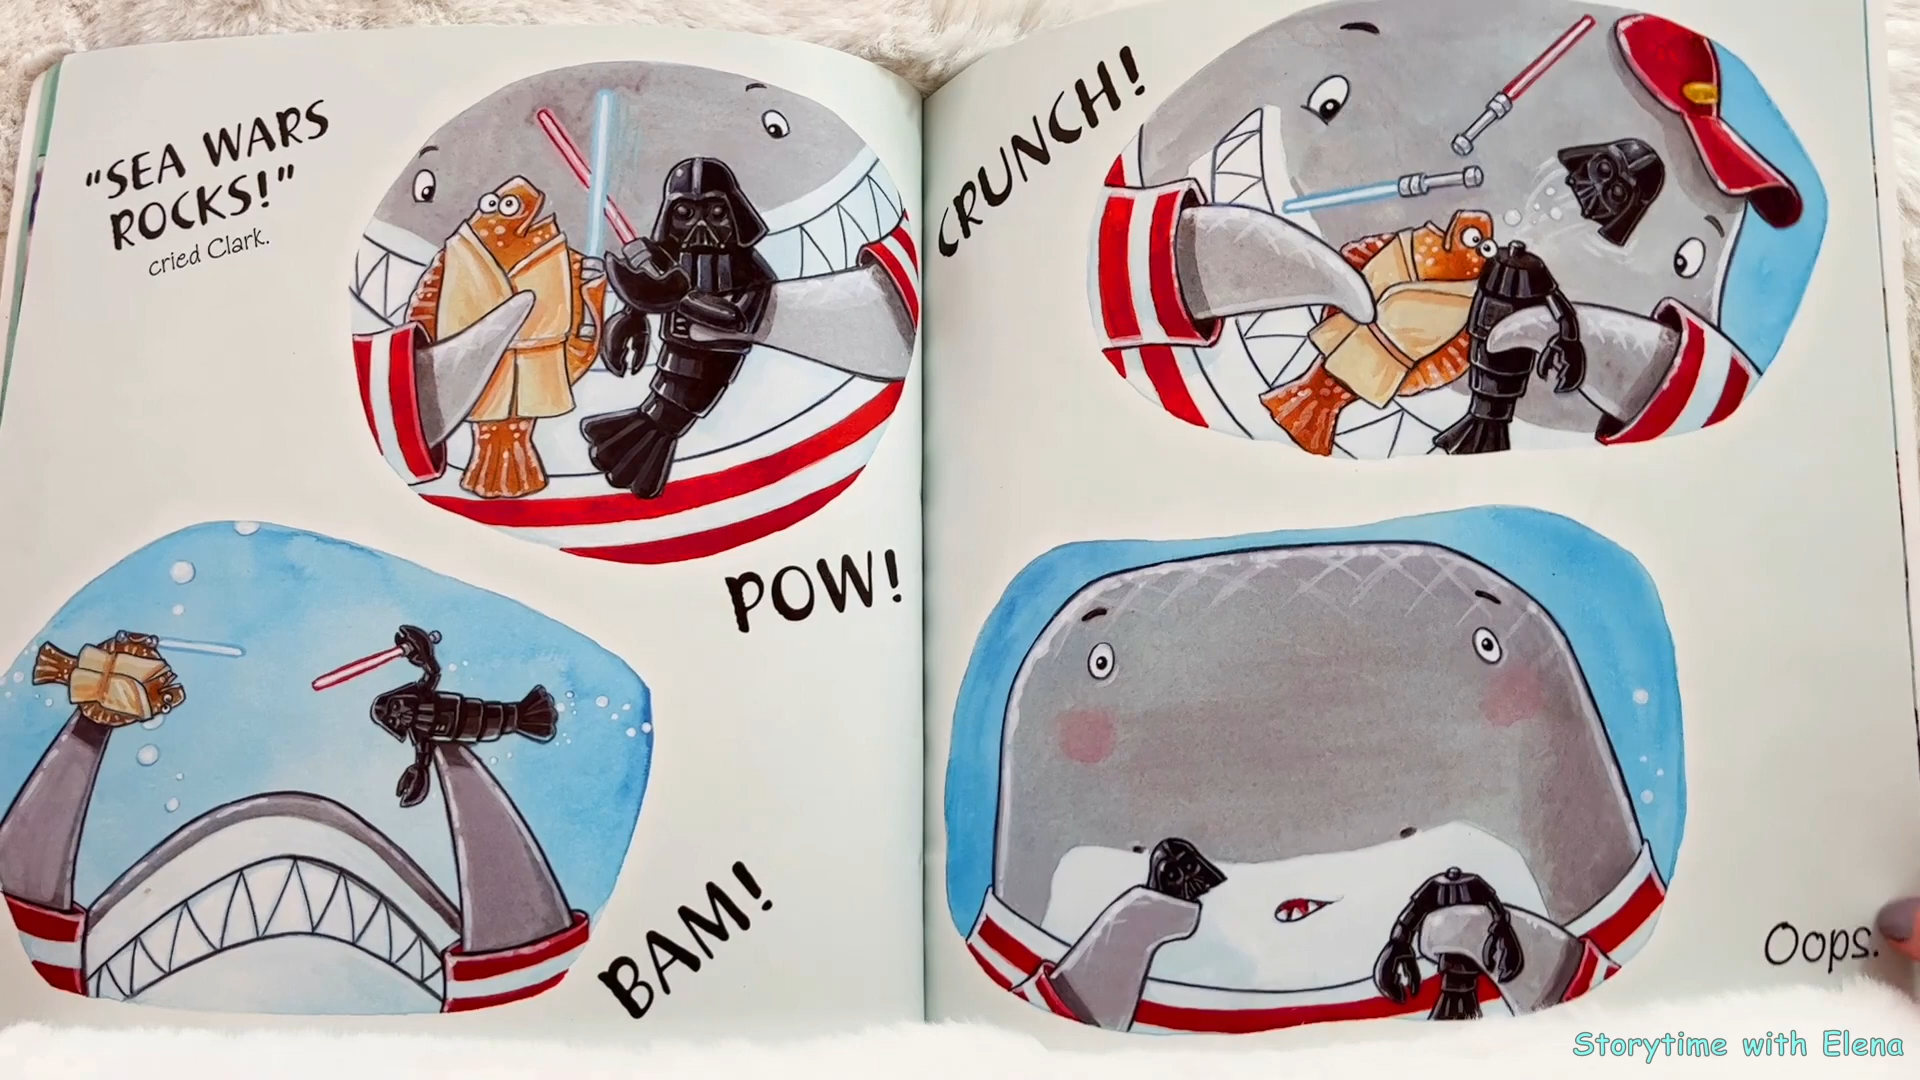 "SEA WARS
ROCKS!"
cried Clark.
POW!
BAM!
CRUNCH!
Oops.
Storytime with Elena